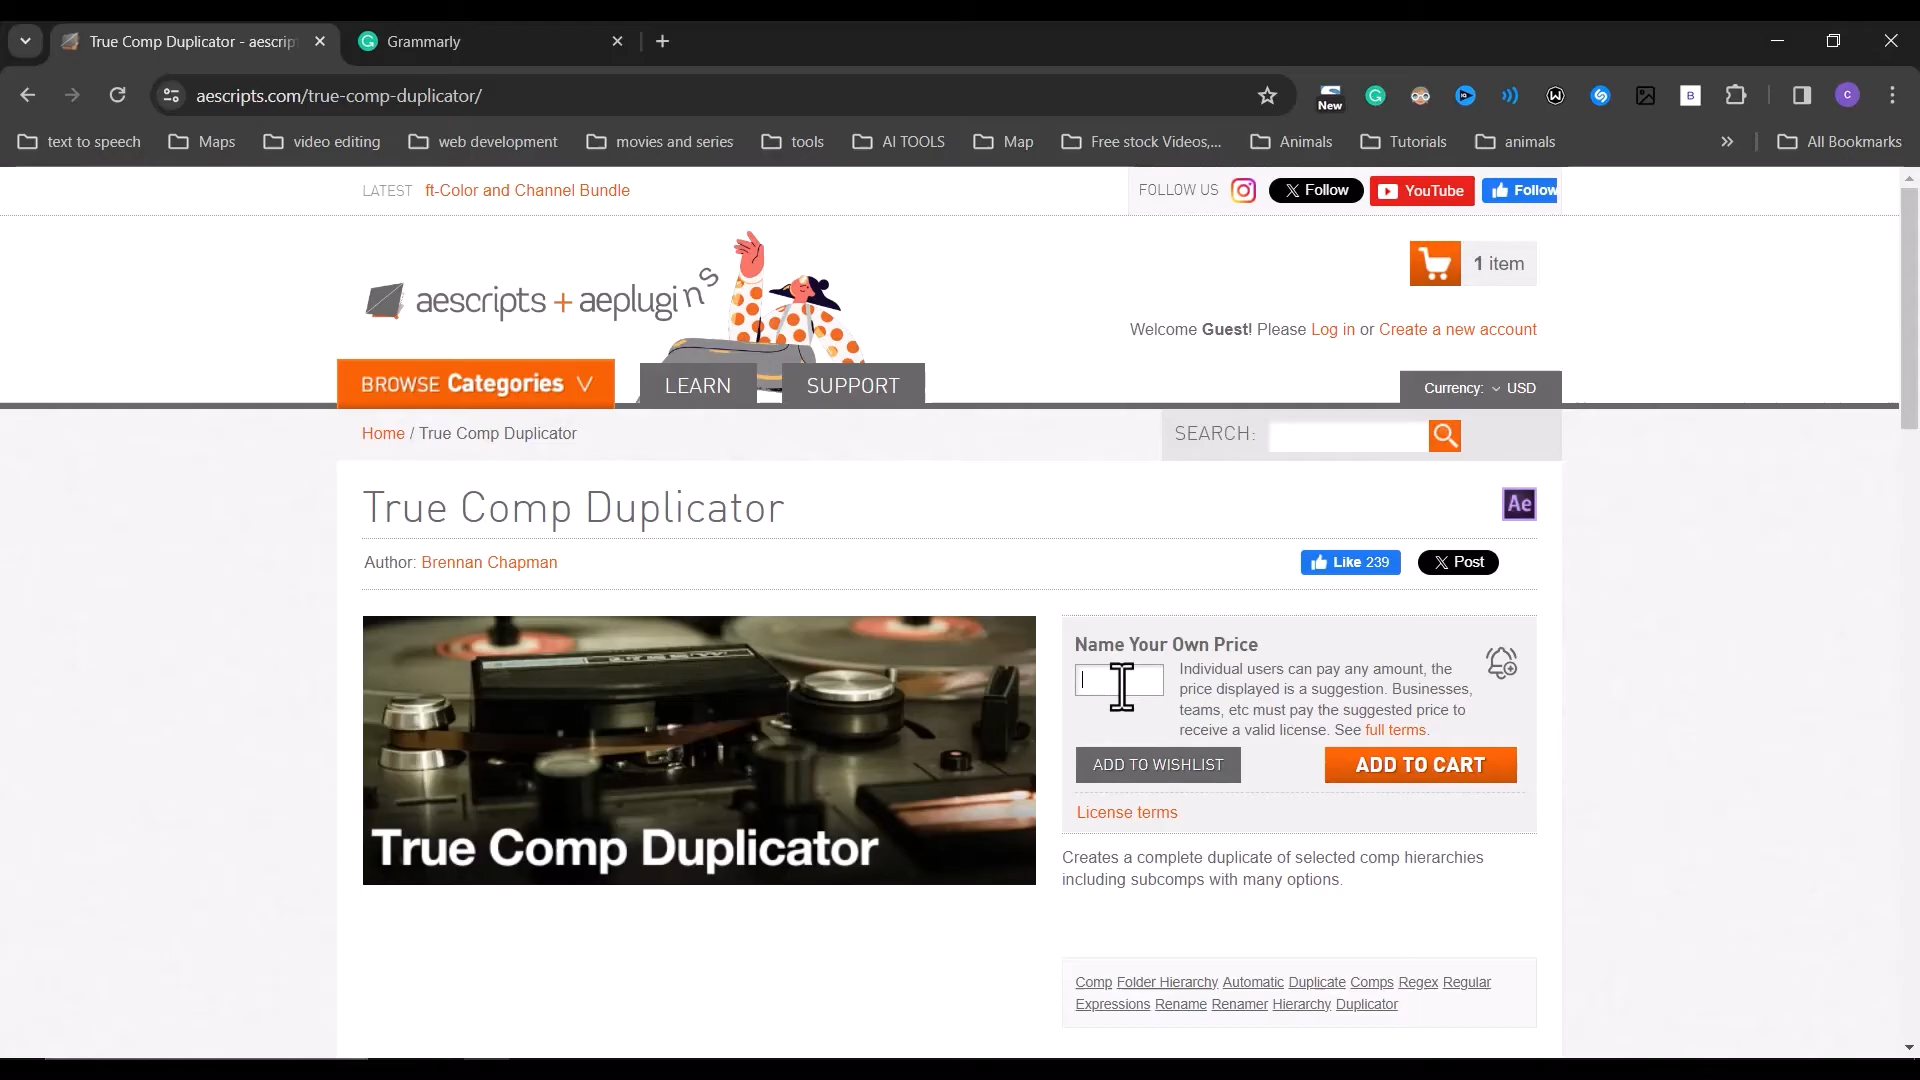 True Comp Duplicator - aescrip
Grammarly
aescripts.com/true-comp-duplicator/
New
B
C
text to speech
Maps
video editing
web development
movies and series
tools
AI TOOLS
Map
Free stock Videos,...
Animals
Tutorials
animals
All Bookmarks
LATEST ft-Color and Channel Bundle
FOLLOW US
Follow
YouTube
Follow
aescripts + aeplugins
1 item
Welcome Guest! Please Log in or Create a new account
BROWSE Categories
LEARN
SUPPORT
Currency: USD
Home / True Comp Duplicator
SEARCH:
True Comp Duplicator
Ae
Author: Brennan Chapman
Like 239
Post
True Comp Duplicator
Name Your Own Price
Individual users can pay any amount, the
price displayed is a suggestion. Businesses,
teams, etc must pay the suggested price to
receive a valid license. See full terms.
ADD TO WISHLIST
ADD TO CART
License terms
Creates a complete duplicate of selected comp hierarchies
including subcomps with many options.
Comp Folder Hierarchy Automatic Duplicate Comps Regex Regular
Expressions Rename Renamer Hierarchy Duplicator